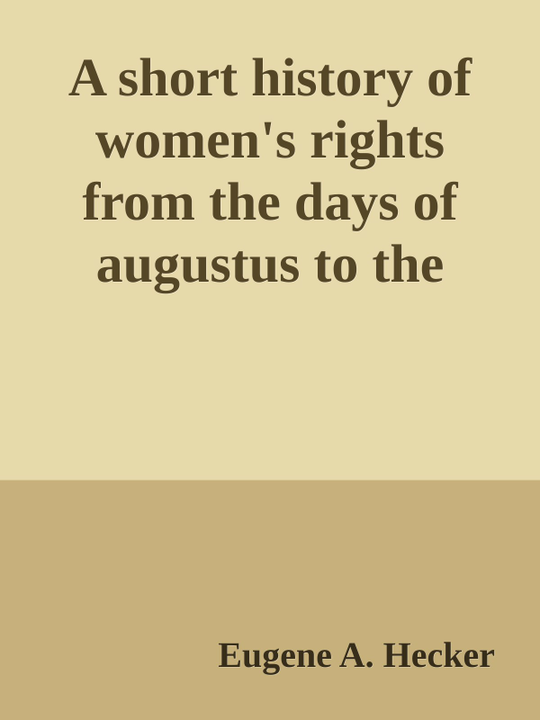 A short history of
women's rights
from the days of
augustus to the
Eugene A. Hecker